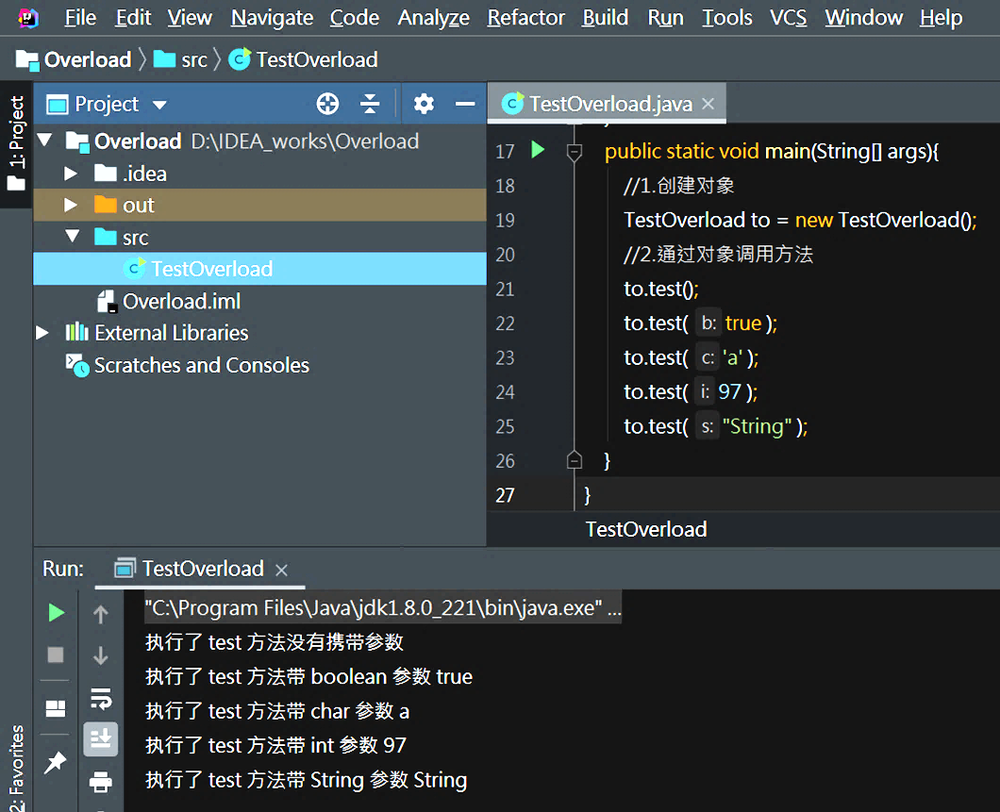 File Edit View Navigate Code Analyze Refactor Build Run Tools VCS Window Help
Overload src TestOverload
1: Project
Project
TestOverload.java
Overload D:\IDEA_works\Overload
.idea
out
src
TestOverload
Overload.iml
External Libraries
Scratches and Consoles
17 public static void main(String[] args){
18 //1.创建对象
19 TestOverload to = new TestOverload();
20 //2.通过对象调用方法
21 to.test();
22 to.test( b: true );
23 to.test( c: 'a' );
24 to.test( i: 97 );
25 to.test( s: "String" );
26 }
27 }
TestOverload
Run: TestOverload
"C:\Program Files\Java\jdk1.8.0_221\bin\java.exe" ...
执行了 test 方法没有携带参数
执行了 test 方法带 boolean 参数 true
执行了 test 方法带 char 参数 a
执行了 test 方法带 int 参数 97
执行了 test 方法带 String 参数 String
2: Favorites